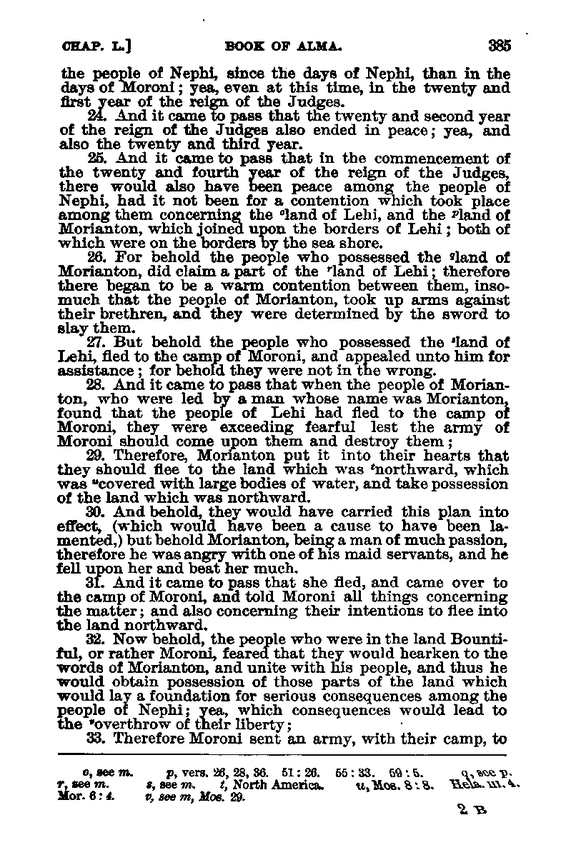 CHAP. L.] BOOK OF ALMA. 385
the people of Nephi, since the days of Nephi, than in the
days of Moroni; yea, even at this time, in the twenty and
first year of the reign of the Judges.
24. And it came to pass that the twenty and second year
of the reign of the Judges also ended in peace; yea, and
also the twenty and third year.
25. And it came to pass that in the commencement of
the twenty and fourth year of the reign of the Judges,
there would also have been peace among the people of
Nephi, had it not been for a contention which took place
among them concerning the ᵒland of Lehi, and the ᵖland of
Morianton, which joined upon the borders of Lehi; both of
which were on the borders by the sea shore.
26. For behold the people who possessed the qland of
Morianton, did claim a part of the ʳland of Lehi; therefore
there began to be a warm contention between them, inso-
much that the people of Morianton, took up arms against
their brethren, and they were determined by the sword to
slay them.
27. But behold the people who possessed the ˢland of
Lehi, fled to the camp of Moroni, and appealed unto him for
assistance; for behold they were not in the wrong.
28. And it came to pass that when the people of Morian-
ton, who were led by a man whose name was Morianton,
found that the people of Lehi had fled to the camp of
Moroni, they were exceeding fearful lest the army of
Moroni should come upon them and destroy them;
29. Therefore, Morianton put it into their hearts that
they should flee to the land which was ᵗnorthward, which
was ᵘcovered with large bodies of water, and take possession
of the land which was northward.
30. And behold, they would have carried this plan into
effect, (which would have been a cause to have been la-
mented,) but behold Morianton, being a man of much passion,
therefore he was angry with one of his maid servants, and he
fell upon her and beat her much.
31. And it came to pass that she fled, and came over to
the camp of Moroni, and told Moroni all things concerning
the matter; and also concerning their intentions to flee into
the land northward.
32. Now behold, the people who were in the land Bounti-
ful, or rather Moroni, feared that they would hearken to the
words of Morianton, and unite with his people, and thus he
would obtain possession of those parts of the land which
would lay a foundation for serious consequences among the
people of Nephi; yea, which consequences would lead to
the ᵛoverthrow of their liberty;
33. Therefore Moroni sent an army, with their camp, to
o, see m. p, vers. 26, 28, 36. 51:26. 55:33. 59:5. q, see p.
r, see m. s, see m. t, North America. u, Mos. 8:8. Hela. III. 4.
Mor. 6:4. v, see m, Mos. 29.
2 B